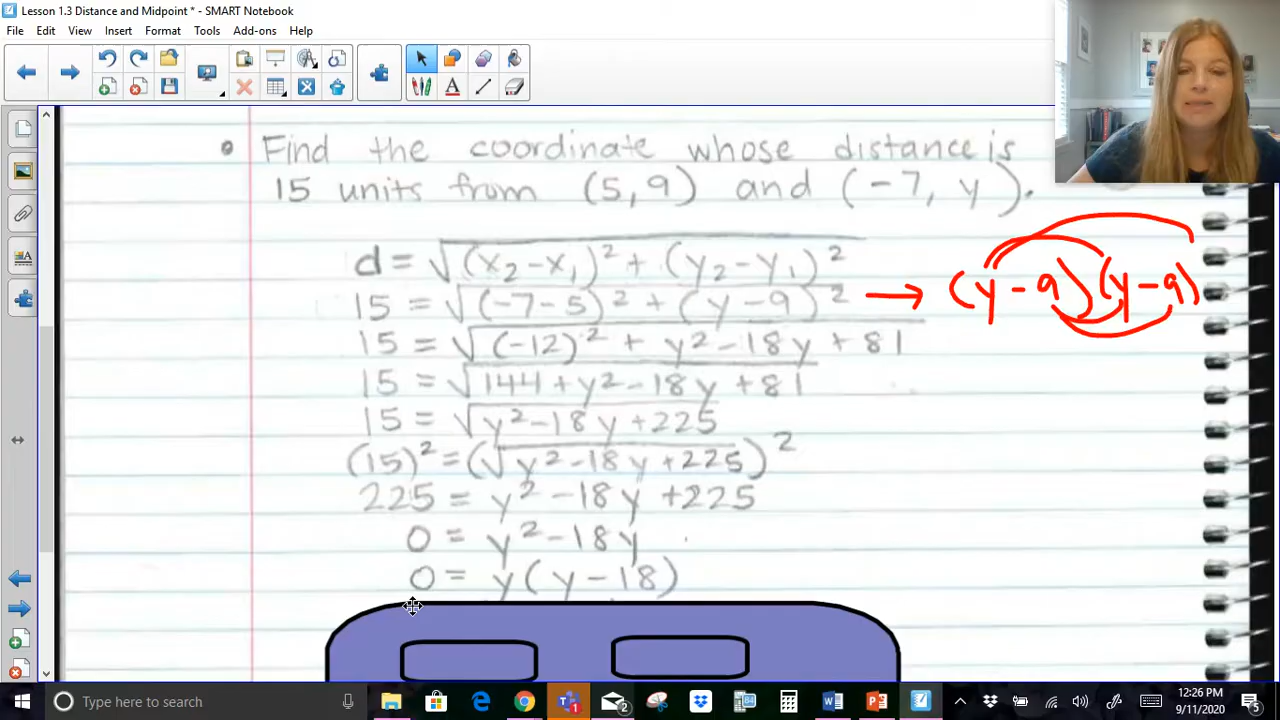 Lesson 1.3 Distance and Midpoint * - SMART Notebook
File Edit View Insert Format Tools Add-ons Help
• Find the coordinate whose distance is
15 units from (5, 9) and (-7, y).
d = √(x₂-x₁)² + (y₂-y₁)²
15 = √(-7-5)² + (y-9)² → (y-9)(y-9)
15 = √(-12)² + y²-18y + 81
15 = √144 + y²-18y + 81
15 = √y²-18y+225
(15)² = (√y²-18y+225)²
225 = y²-18y+225
0 = y²-18y
0 = y(y-18)
Type here to search
1
2
12:26 PM
9/11/2020
5